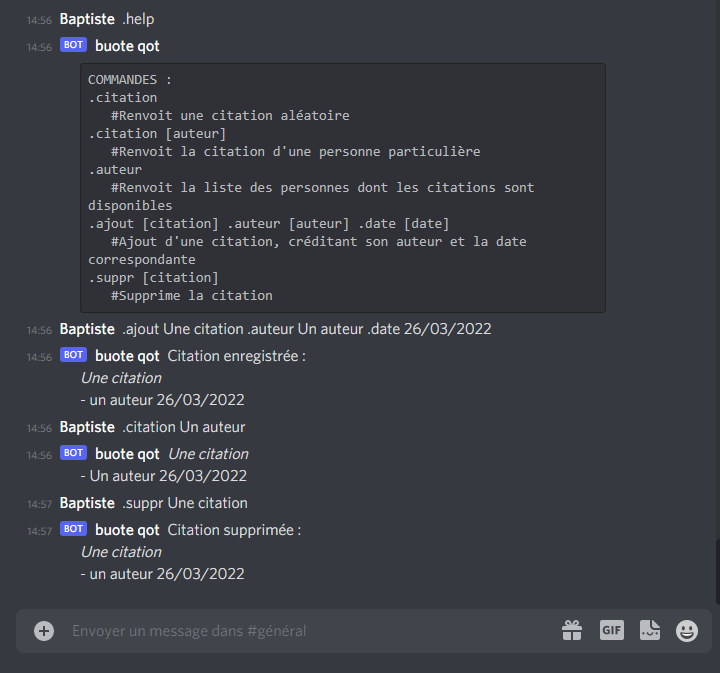 14:56 Baptiste .help
14:56 BOT buote qot
COMMANDES :
.citation
#Renvoit une citation aléatoire
.citation [auteur]
#Renvoit la citation d'une personne particulière
.auteur
#Renvoit la liste des personnes dont les citations sont
disponibles
.ajout [citation] .auteur [auteur] .date [date]
#Ajout d'une citation, créditant son auteur et la date
correspondante
.suppr [citation]
#Supprime la citation
14:56 Baptiste .ajout Une citation .auteur Un auteur .date 26/03/2022
14:56 BOT buote qot Citation enregistrée :
Une citation
- un auteur 26/03/2022
14:56 Baptiste .citation Un auteur
14:56 BOT buote qot Une citation
- Un auteur 26/03/2022
14:57 Baptiste .suppr Une citation
14:57 BOT buote qot Citation supprimée :
Une citation
- un auteur 26/03/2022
Envoyer un message dans #général GIF